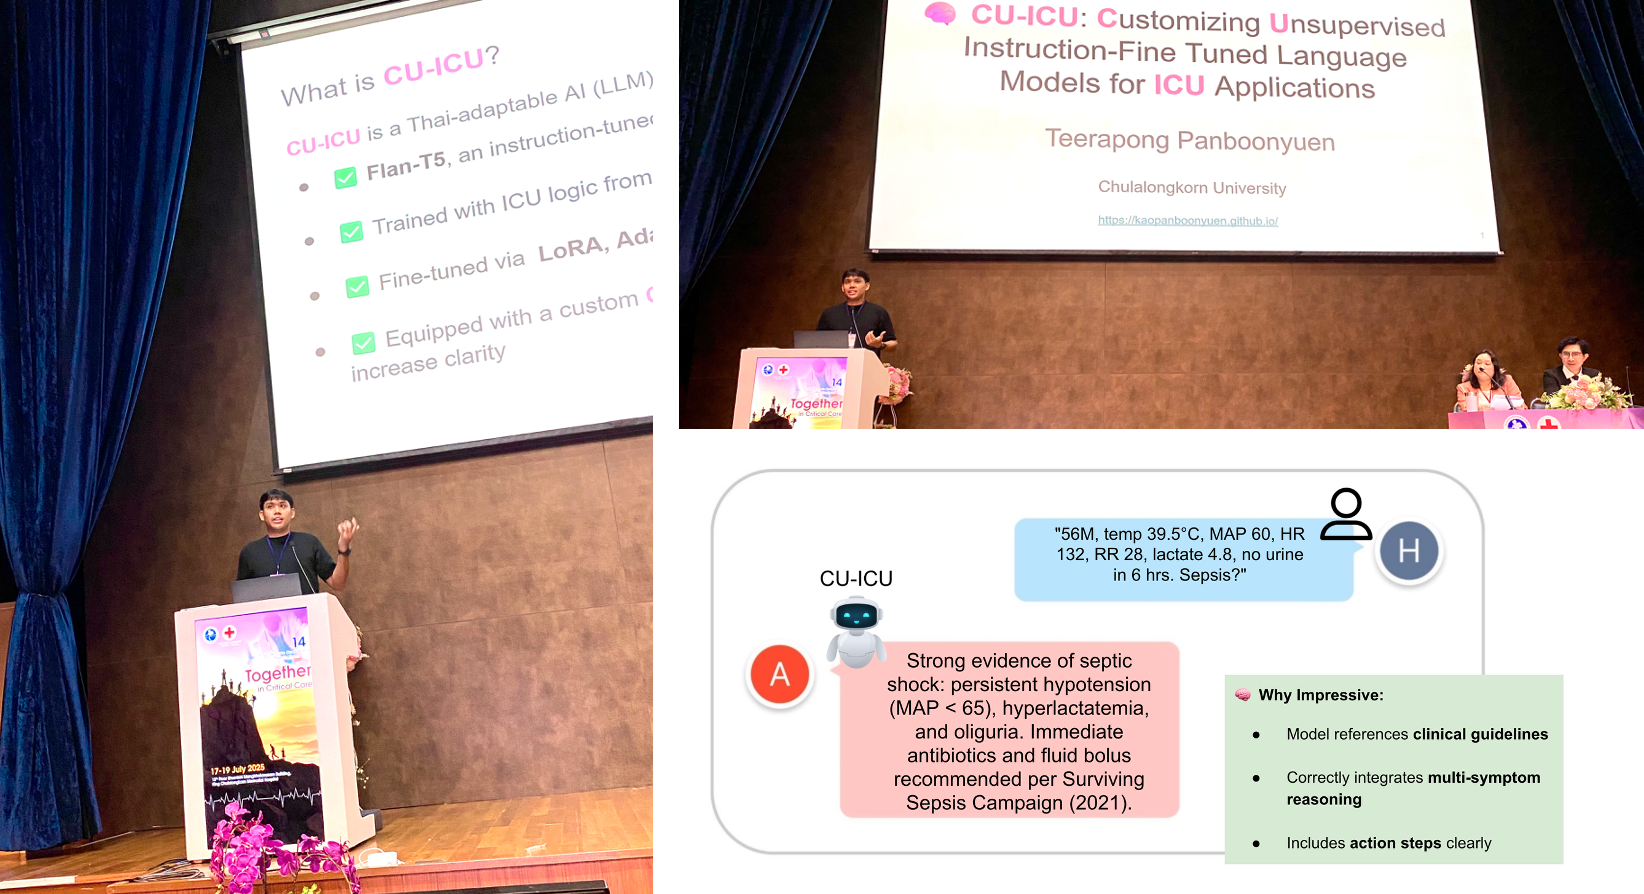 What is CU-ICU?
CU-ICU is a Thai-adaptable AI (LLM)
Flan-T5, an instruction-tuned
Trained with ICU logic from
Fine-tuned via LoRA, Ada
Equipped with a custom
increase clarity
14
Together
in Critical Care
17-19 July 2025
CU-ICU: Customizing Unsupervised
Instruction-Fine Tuned Language
Models for ICU Applications
Teerapong Panboonyuen
Chulalongkorn University
https://kaopanboonyuen.github.io/
1
14
Together
in Critical Care
"56M, temp 39.5°C, MAP 60, HR
132, RR 28, lactate 4.8, no urine
in 6 hrs. Sepsis?"
H
CU-ICU
A
Strong evidence of septic
shock: persistent hypotension
(MAP < 65), hyperlactatemia,
and oliguria. Immediate
antibiotics and fluid bolus
recommended per Surviving
Sepsis Campaign (2021).
Why Impressive:
Model references clinical guidelines
Correctly integrates multi-symptom
reasoning
Includes action steps clearly